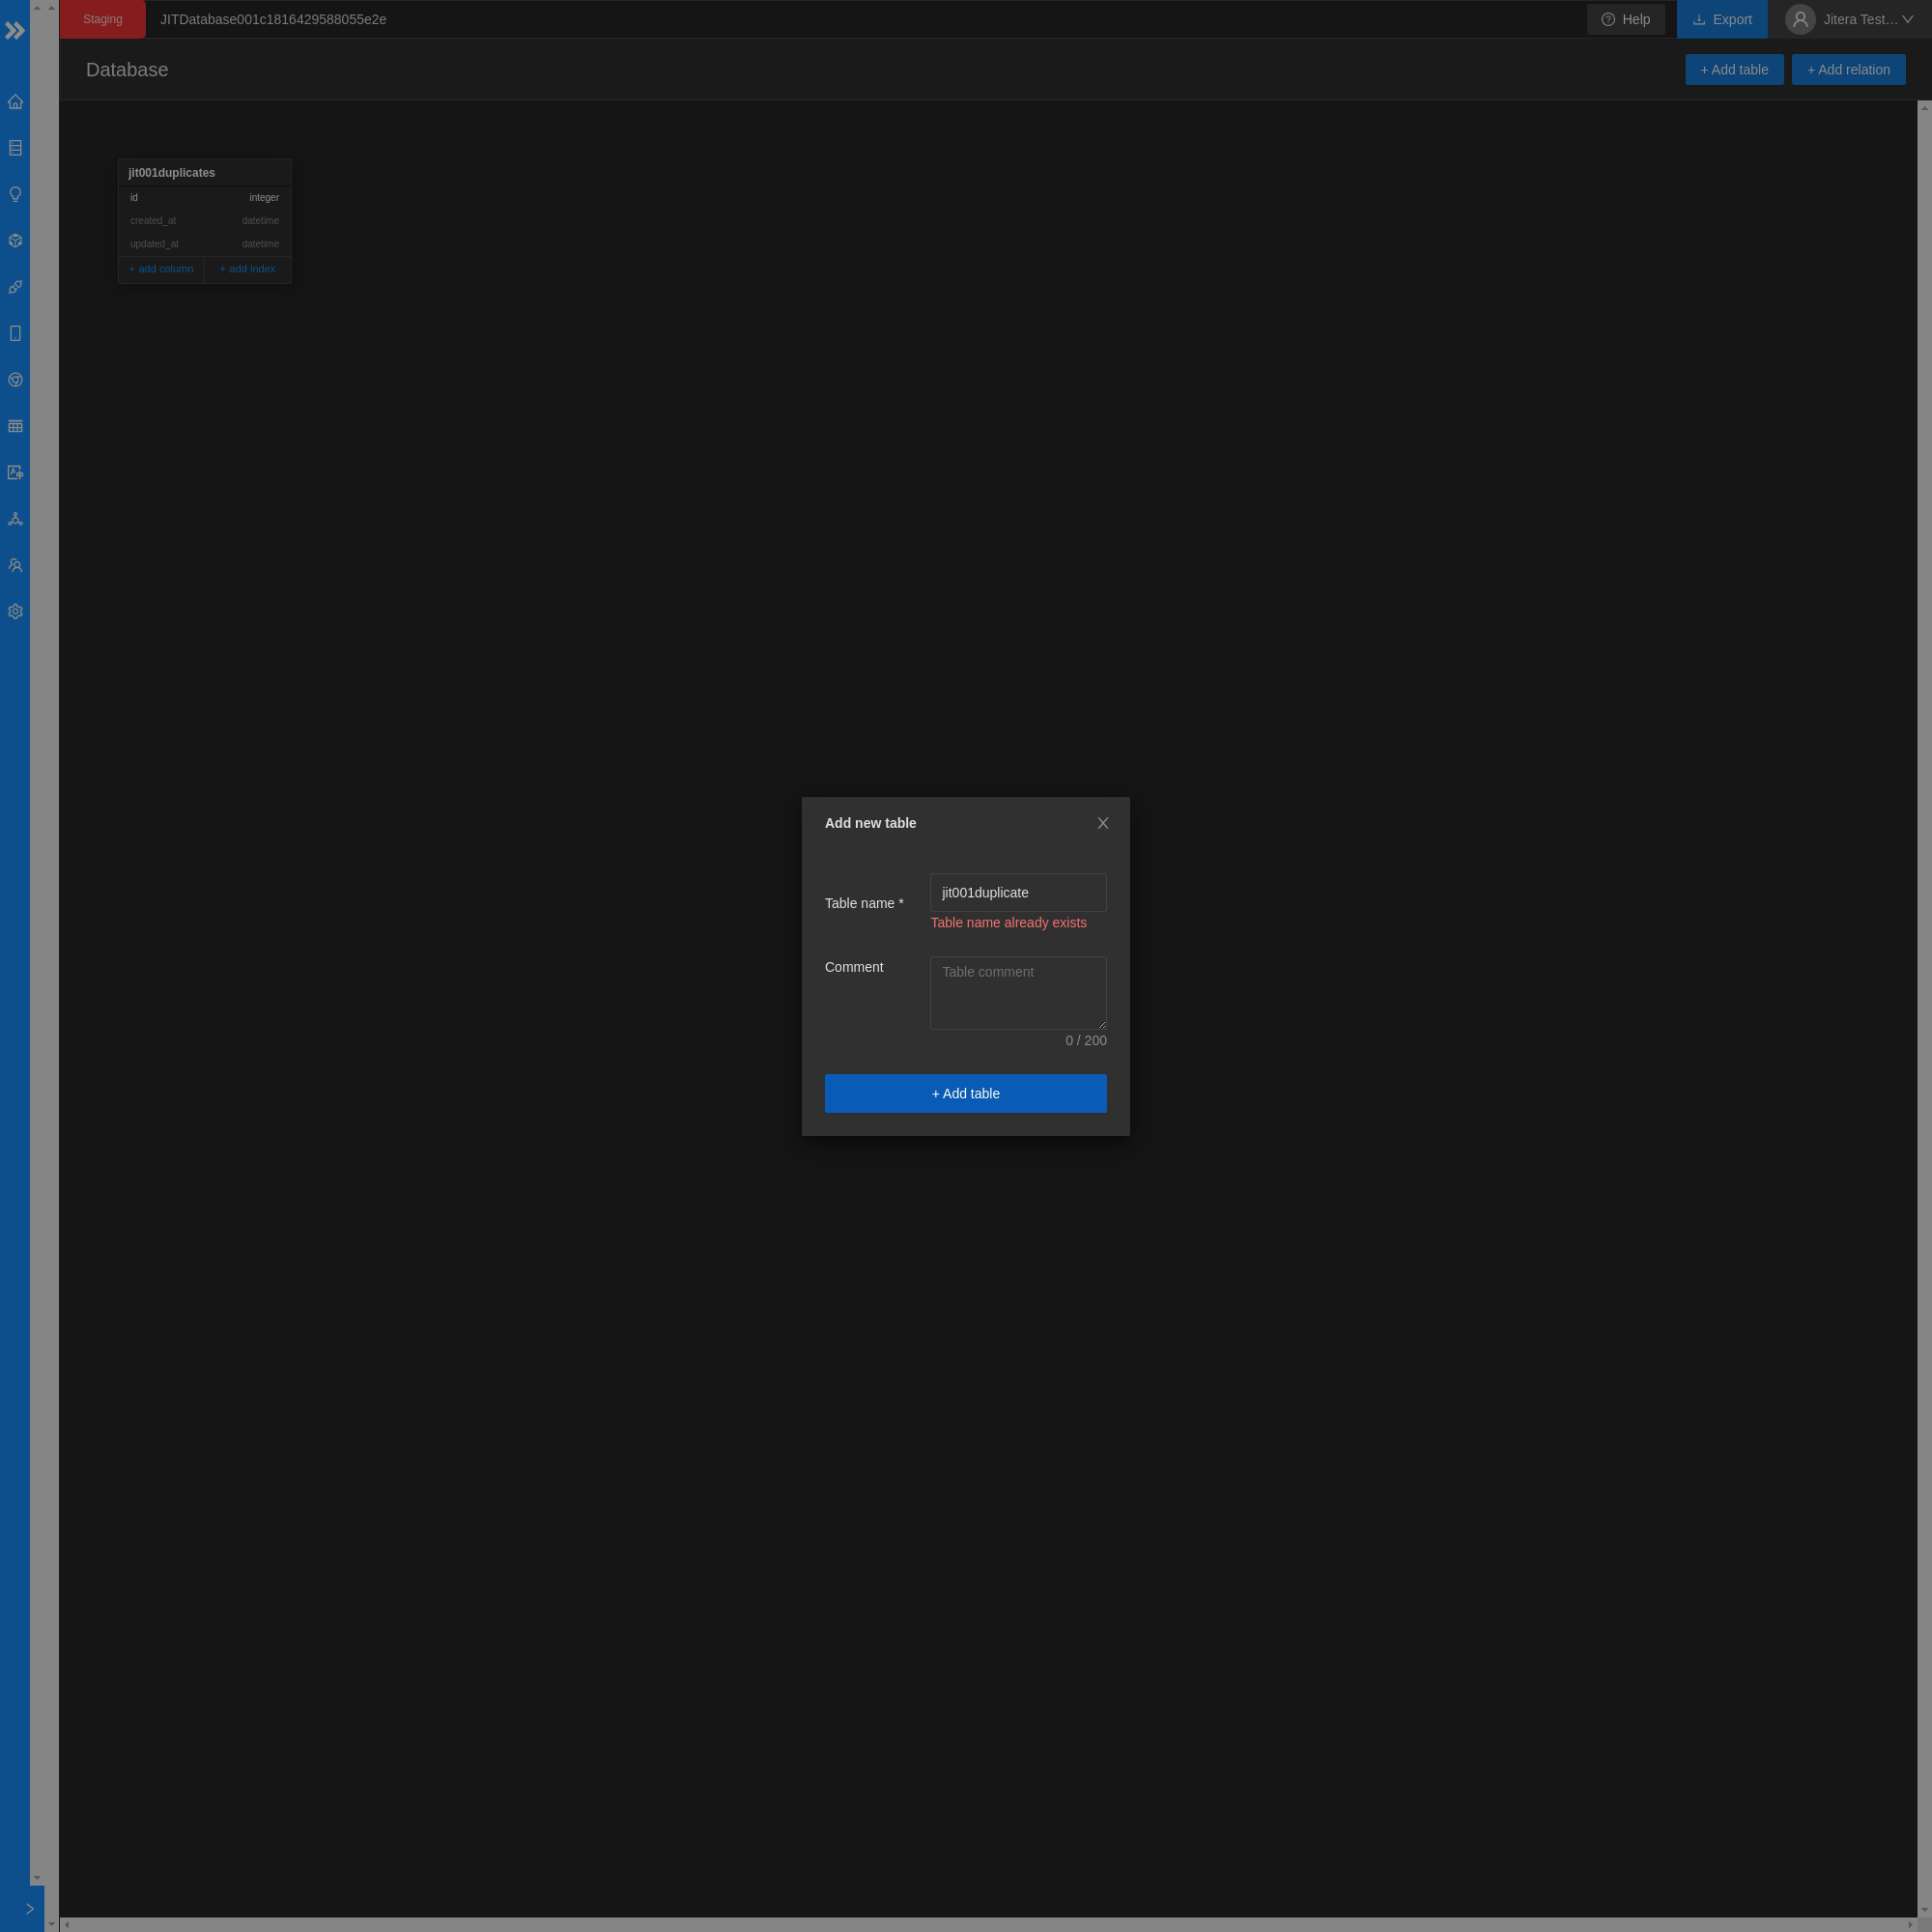 Staging
JITDatabase001c1816429588055e2e
Help
Export
Jitera Test...
Database
+ Add table
+ Add relation
jit001duplicates
id integer
created_at datetime
updated_at datetime
+ add column + add index
Add new table
Table name *
jit001duplicate
Table name already exists
Comment
Table comment
0 / 200
+ Add table